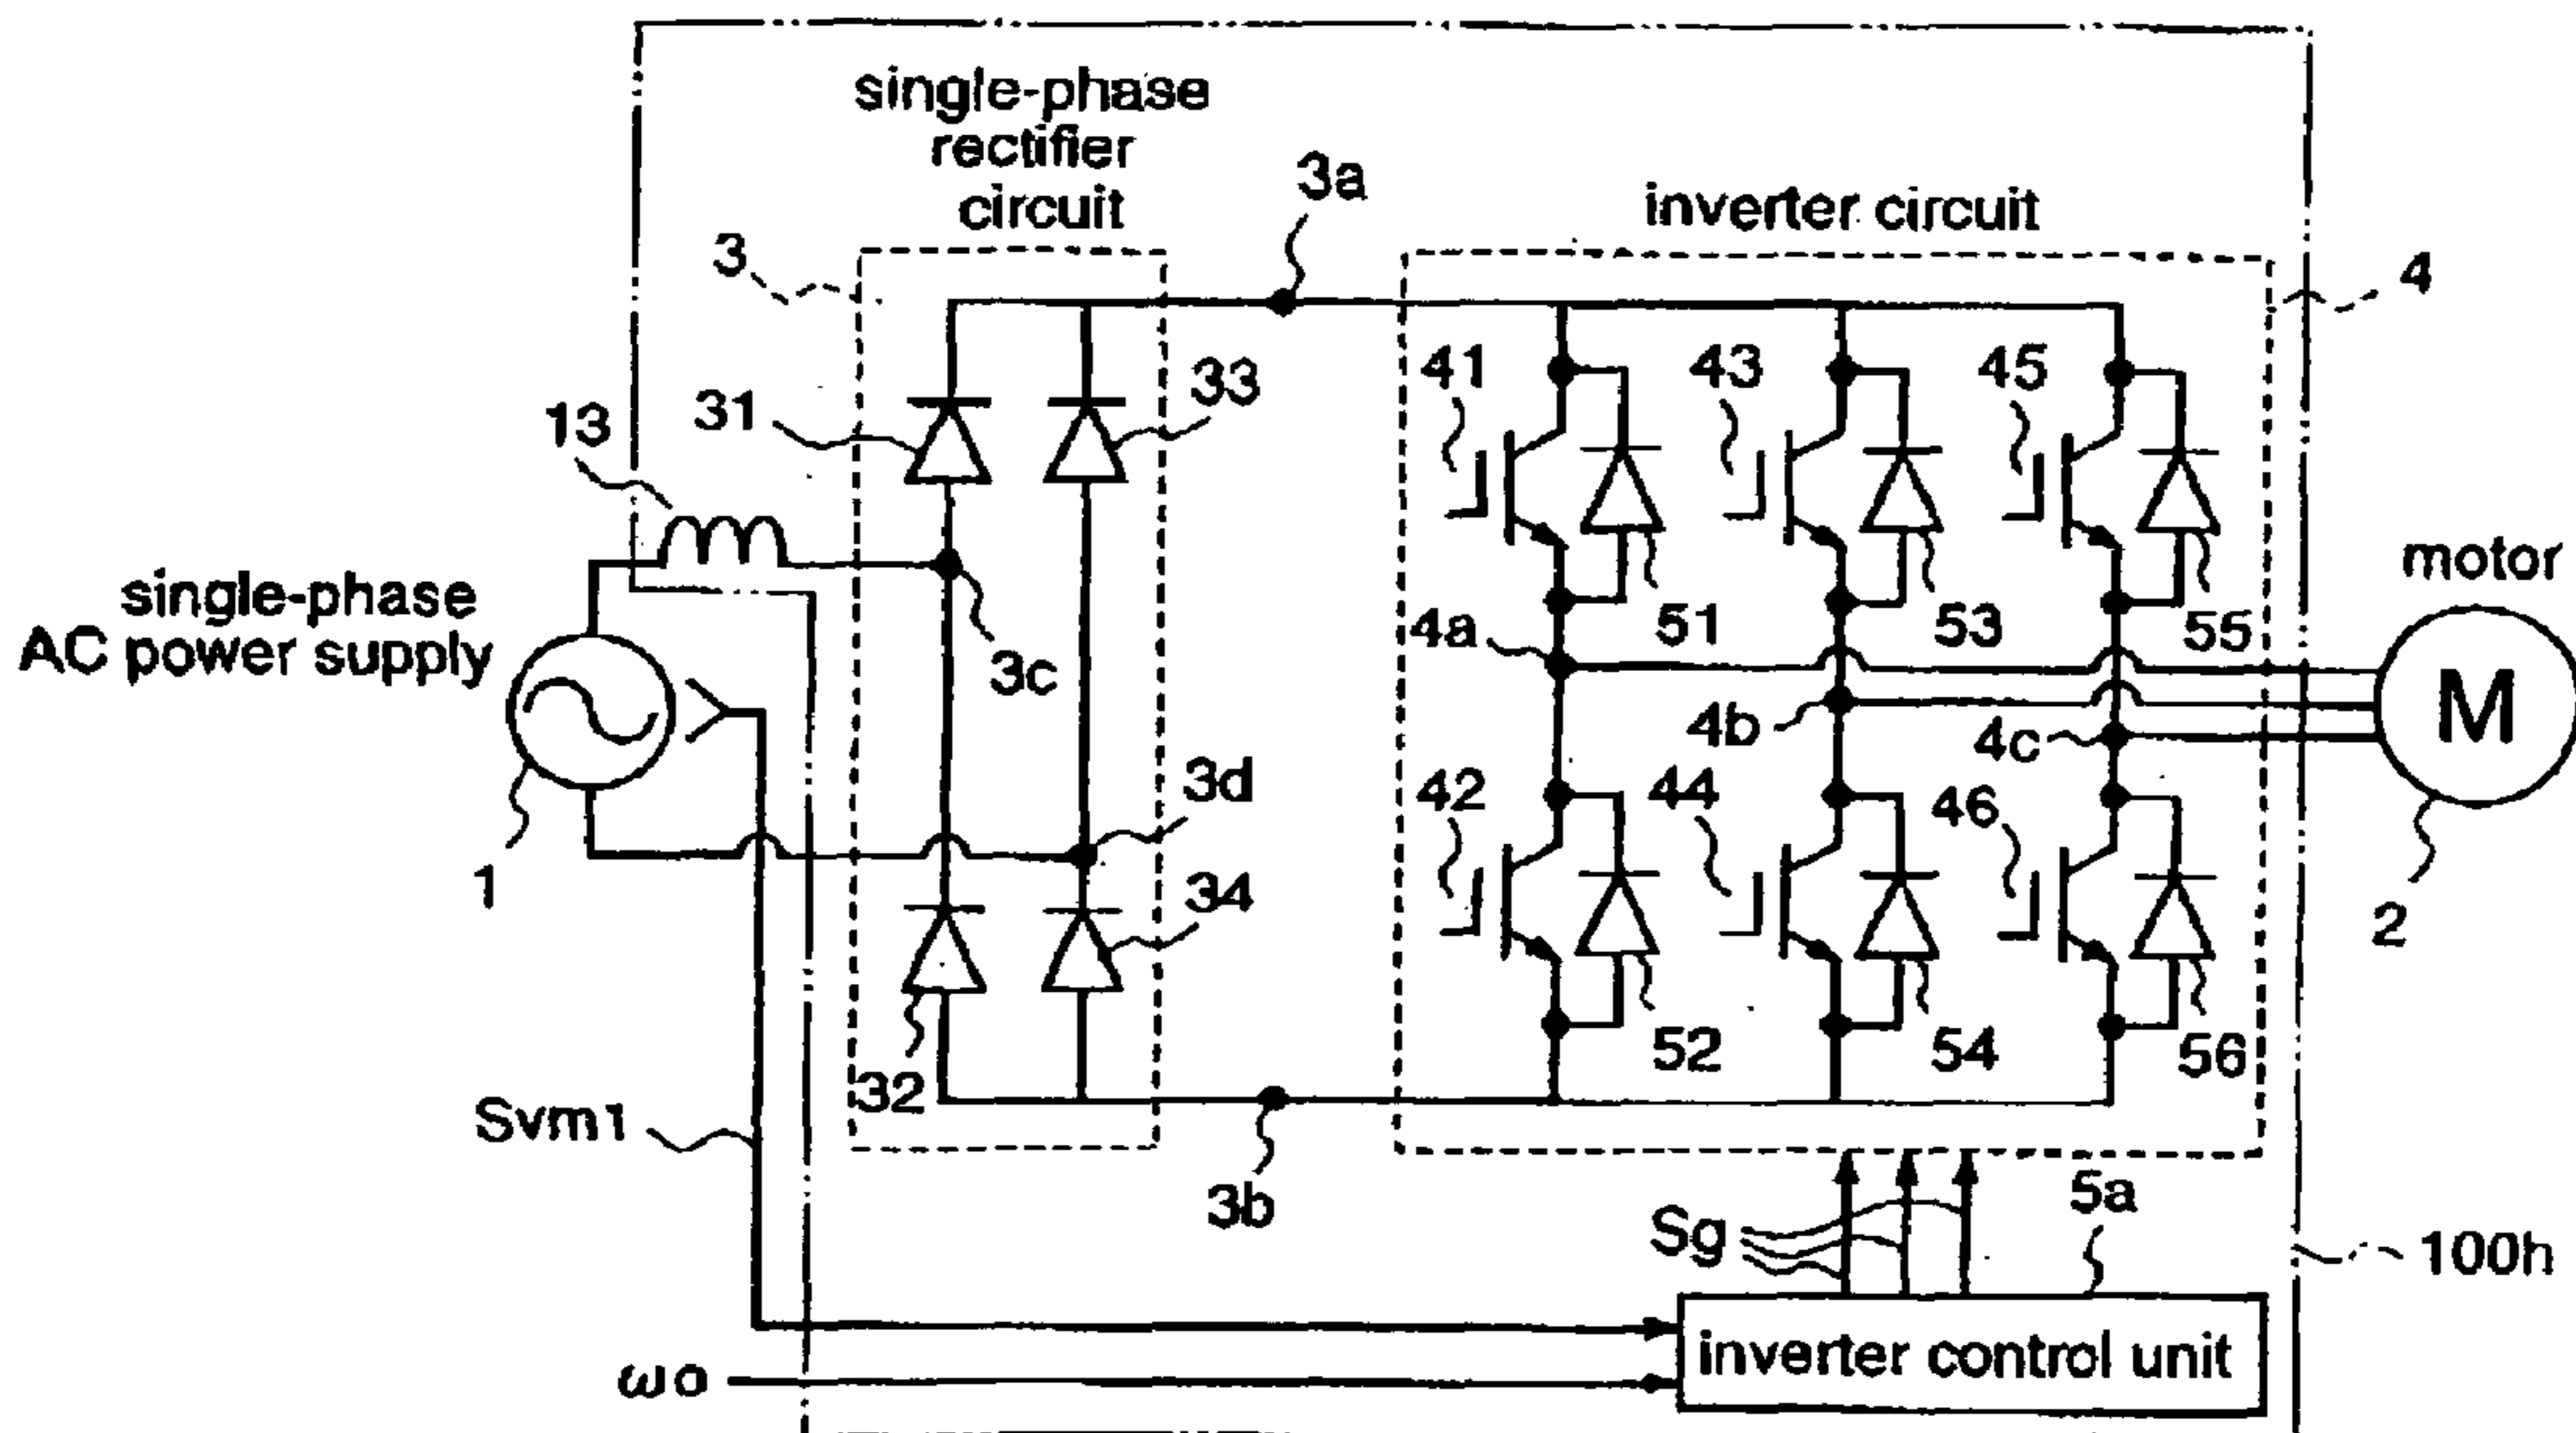 single-phase
rectifier
circuit
3a
inverter circuit
3
4
41
43
45
31
33
13
single-phase
AC power supply
motor
3c
4a
51
53
55
M
4b
4c
3d
42
44
46
1
34
2
32
52
54
56
Svm1
3b
Sg
5a
100h
inverter control unit
ωo